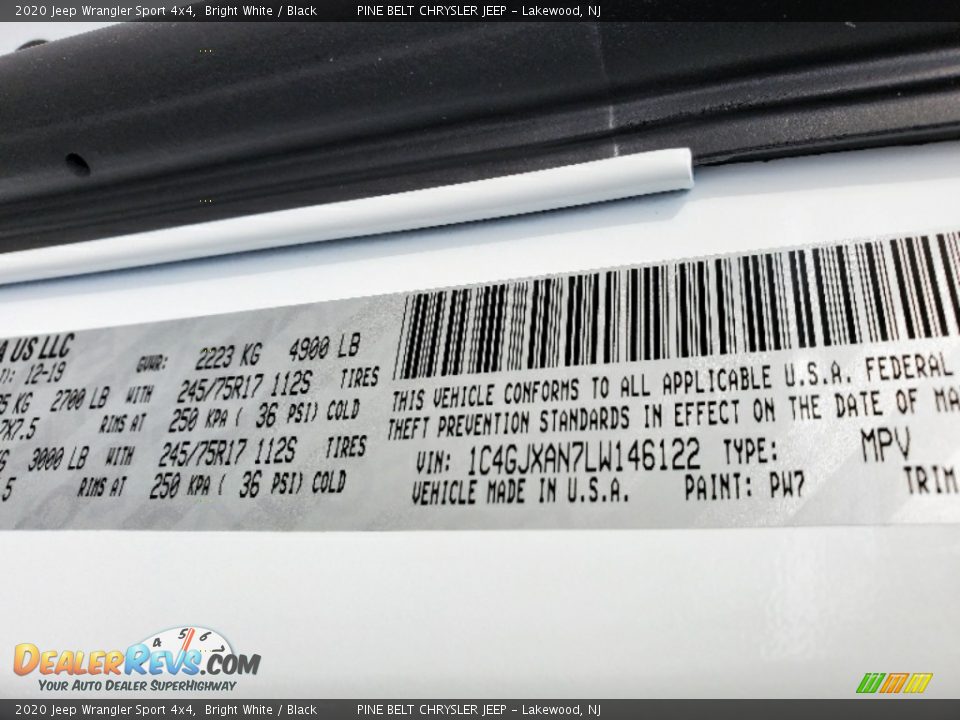 2020 Jeep Wrangler Sport 4x4, Bright White / Black PINE BELT CHRYSLER JEEP - Lakewood, NJ
A US LLC
12-19
GVWR: 2223 KG 4900 LB
KG 2700 LB WITH 245/75R17 112S TIRES
7X7.5 RIMS AT 250 KPA ( 36 PSI) COLD
3000 LB WITH 245/75R17 112S TIRES
.5 RIMS AT 250 KPA ( 36 PSI) COLD
THIS VEHICLE CONFORMS TO ALL APPLICABLE U.S.A. FEDERAL
THEFT PREVENTION STANDARDS IN EFFECT ON THE DATE OF MA
VIN: 1C4GJXAN7LW146122 TYPE: MPV
VEHICLE MADE IN U.S.A. PAINT: PW7 TRIM
4 5 6
DEALERREVS.COM
YOUR AUTO DEALER SUPERHIGHWAY
2020 Jeep Wrangler Sport 4x4, Bright White / Black PINE BELT CHRYSLER JEEP - Lakewood, NJ